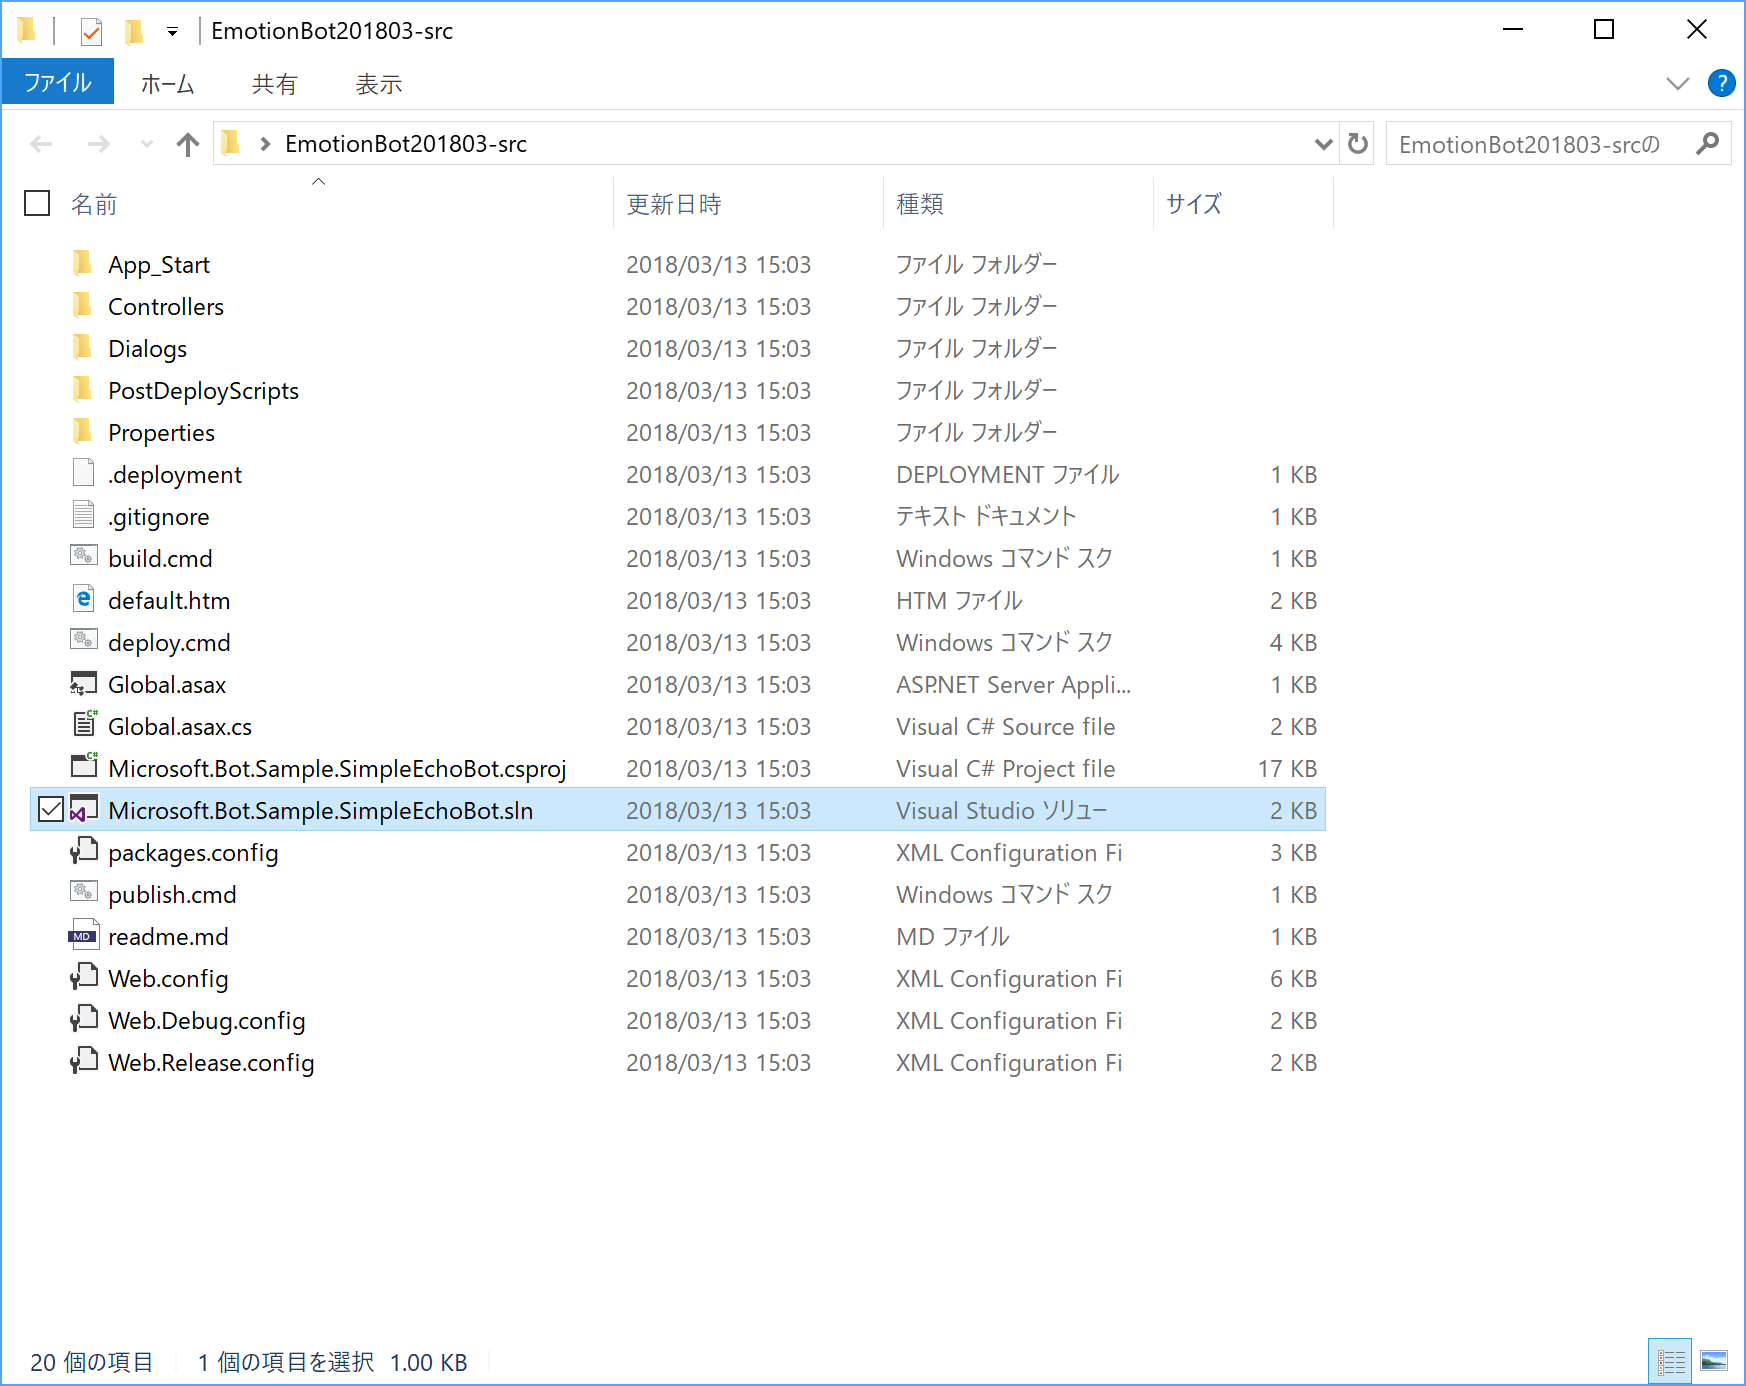 EmotionBot201803-src
ファイル ホーム 共有 表示 ?
EmotionBot201803-src EmotionBot201803-srcの
名前 更新日時 種類 サイズ
App_Start 2018/03/13 15:03 ファイル フォルダー
Controllers 2018/03/13 15:03 ファイル フォルダー
Dialogs 2018/03/13 15:03 ファイル フォルダー
PostDeployScripts 2018/03/13 15:03 ファイル フォルダー
Properties 2018/03/13 15:03 ファイル フォルダー
.deployment 2018/03/13 15:03 DEPLOYMENT ファイル 1 KB
.gitignore 2018/03/13 15:03 テキスト ドキュメント 1 KB
build.cmd 2018/03/13 15:03 Windows コマンド スク 1 KB
default.htm 2018/03/13 15:03 HTM ファイル 2 KB
deploy.cmd 2018/03/13 15:03 Windows コマンド スク 4 KB
Global.asax 2018/03/13 15:03 ASP.NET Server Appli... 1 KB
Global.asax.cs 2018/03/13 15:03 Visual C# Source file 2 KB
Microsoft.Bot.Sample.SimpleEchoBot.csproj 2018/03/13 15:03 Visual C# Project file 17 KB
Microsoft.Bot.Sample.SimpleEchoBot.sln 2018/03/13 15:03 Visual Studio ソリュー 2 KB
packages.config 2018/03/13 15:03 XML Configuration Fi 3 KB
publish.cmd 2018/03/13 15:03 Windows コマンド スク 1 KB
MD readme.md 2018/03/13 15:03 MD ファイル 1 KB
Web.config 2018/03/13 15:03 XML Configuration Fi 6 KB
Web.Debug.config 2018/03/13 15:03 XML Configuration Fi 2 KB
Web.Release.config 2018/03/13 15:03 XML Configuration Fi 2 KB
20 個の項目 1 個の項目を選択 1.00 KB